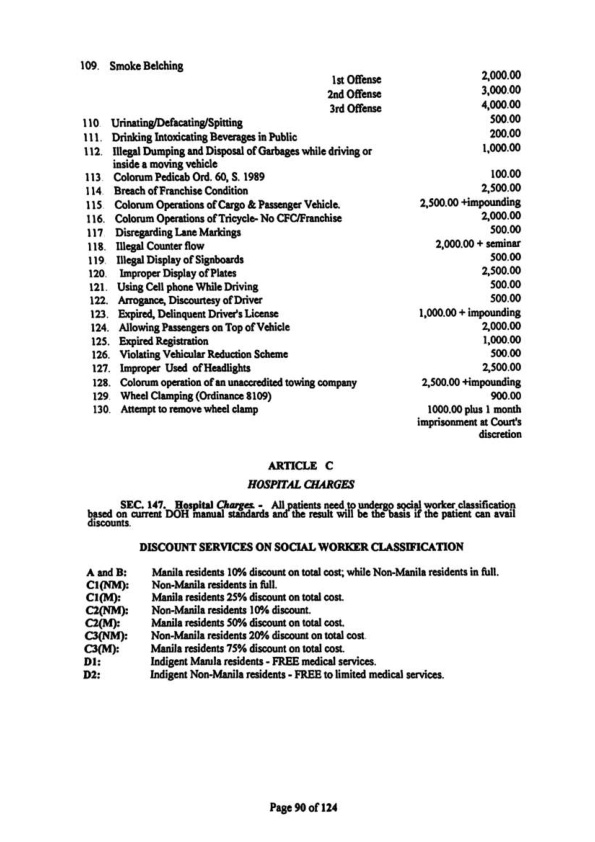 109. Smoke Belching
1st Offense 2,000.00
2nd Offense 3,000.00
3rd Offense 4,000.00
110. Urinating/Defacating/Spitting 500.00
111. Drinking Intoxicating Beverages in Public 200.00
112. Illegal Dumping and Disposal of Garbages while driving or 1,000.00
inside a moving vehicle
113. Colorum Pedicab Ord. 60, S. 1989 100.00
114. Breach of Franchise Condition 2,500.00
115. Colorum Operations of Cargo & Passenger Vehicle. 2,500.00 +impounding
116. Colorum Operations of Tricycle- No CFC/Franchise 2,000.00
117. Disregarding Lane Markings 500.00
118. Illegal Counter flow 2,000.00 + seminar
119. Illegal Display of Signboards 500.00
120. Improper Display of Plates 2,500.00
121. Using Cell phone While Driving 500.00
122. Arrogance, Discourtesy of Driver 500.00
123. Expired, Delinquent Driver's License 1,000.00 + impounding
124. Allowing Passengers on Top of Vehicle 2,000.00
125. Expired Registration 1,000.00
126. Violating Vehicular Reduction Scheme 500.00
127. Improper Used of Headlights 2,500.00
128. Colorum operation of an unaccredited towing company 2,500.00 +impounding
129. Wheel Clamping (Ordinance 8109) 900.00
130. Attempt to remove wheel clamp 1000.00 plus 1 month
imprisonment at Court's
discretion
ARTICLE C
HOSPITAL CHARGES
SEC. 147. Hospital Charges. - All patients need to undergo social worker classification
based on current DOH manual standards and the result will be the basis if the patient can avail
discounts.
DISCOUNT SERVICES ON SOCIAL WORKER CLASSIFICATION
A and B: Manila residents 10% discount on total cost; while Non-Manila residents in full.
C1(NM): Non-Manila residents in full.
C1(M): Manila residents 25% discount on total cost.
C2(NM): Non-Manila residents 10% discount.
C2(M): Manila residents 50% discount on total cost.
C3(NM): Non-Manila residents 20% discount on total cost.
C3(M): Manila residents 75% discount on total cost.
D1: Indigent Manila residents - FREE medical services.
D2: Indigent Non-Manila residents - FREE to limited medical services.
Page 90 of 124